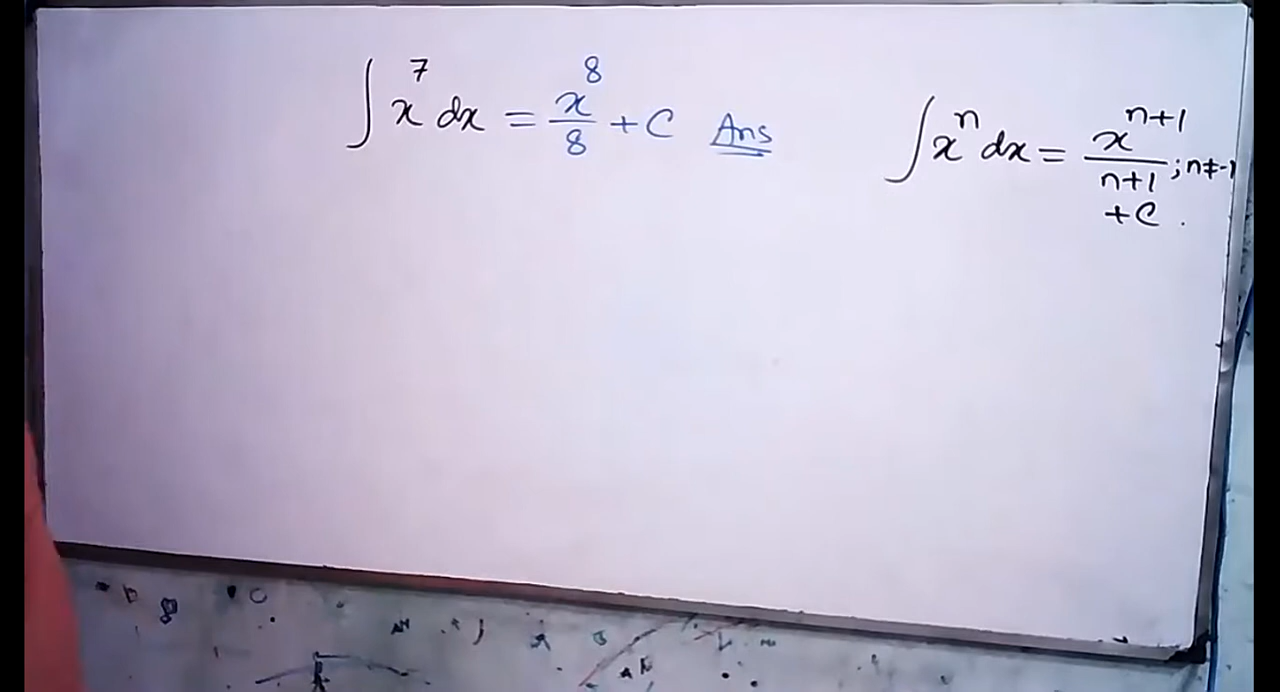 ∫x⁷ dx = x⁸/8 + C Ans
∫xⁿ dx = xⁿ⁺¹/n+1 ; n≠-1
+C.